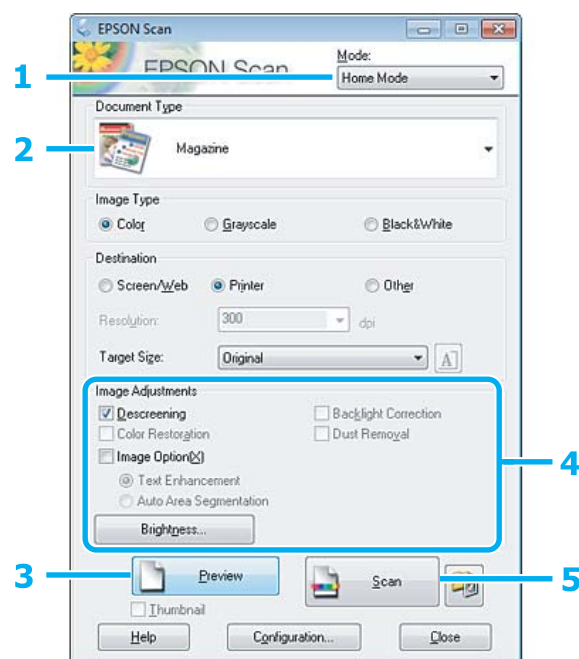 EPSON Scan
EPSON Scan
Mode:
1
Home Mode
Document Type
2
Magazine
Image Type
Color Grayscale Black&White
Destination
Screen/Web Printer Other
Resolution: 300 dpi
Target Size: Original A
Image Adjustments
Descreening Backlight Correction
Color Restoration Dust Removal
Image Option(X)
4
Text Enhancement
Auto Area Segmentation
Brightness...
3 Preview Scan 5
Thumbnail
Help Configuration... Close